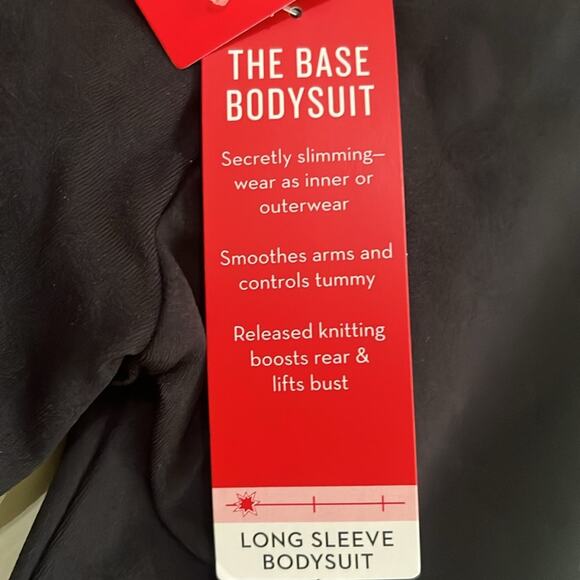 THE BASE
BODYSUIT
Secretly slimming—
wear as inner or
outerwear
Smoothes arms and
controls tummy
Released knitting
boosts rear &
lifts bust
LONG SLEEVE
BODYSUIT